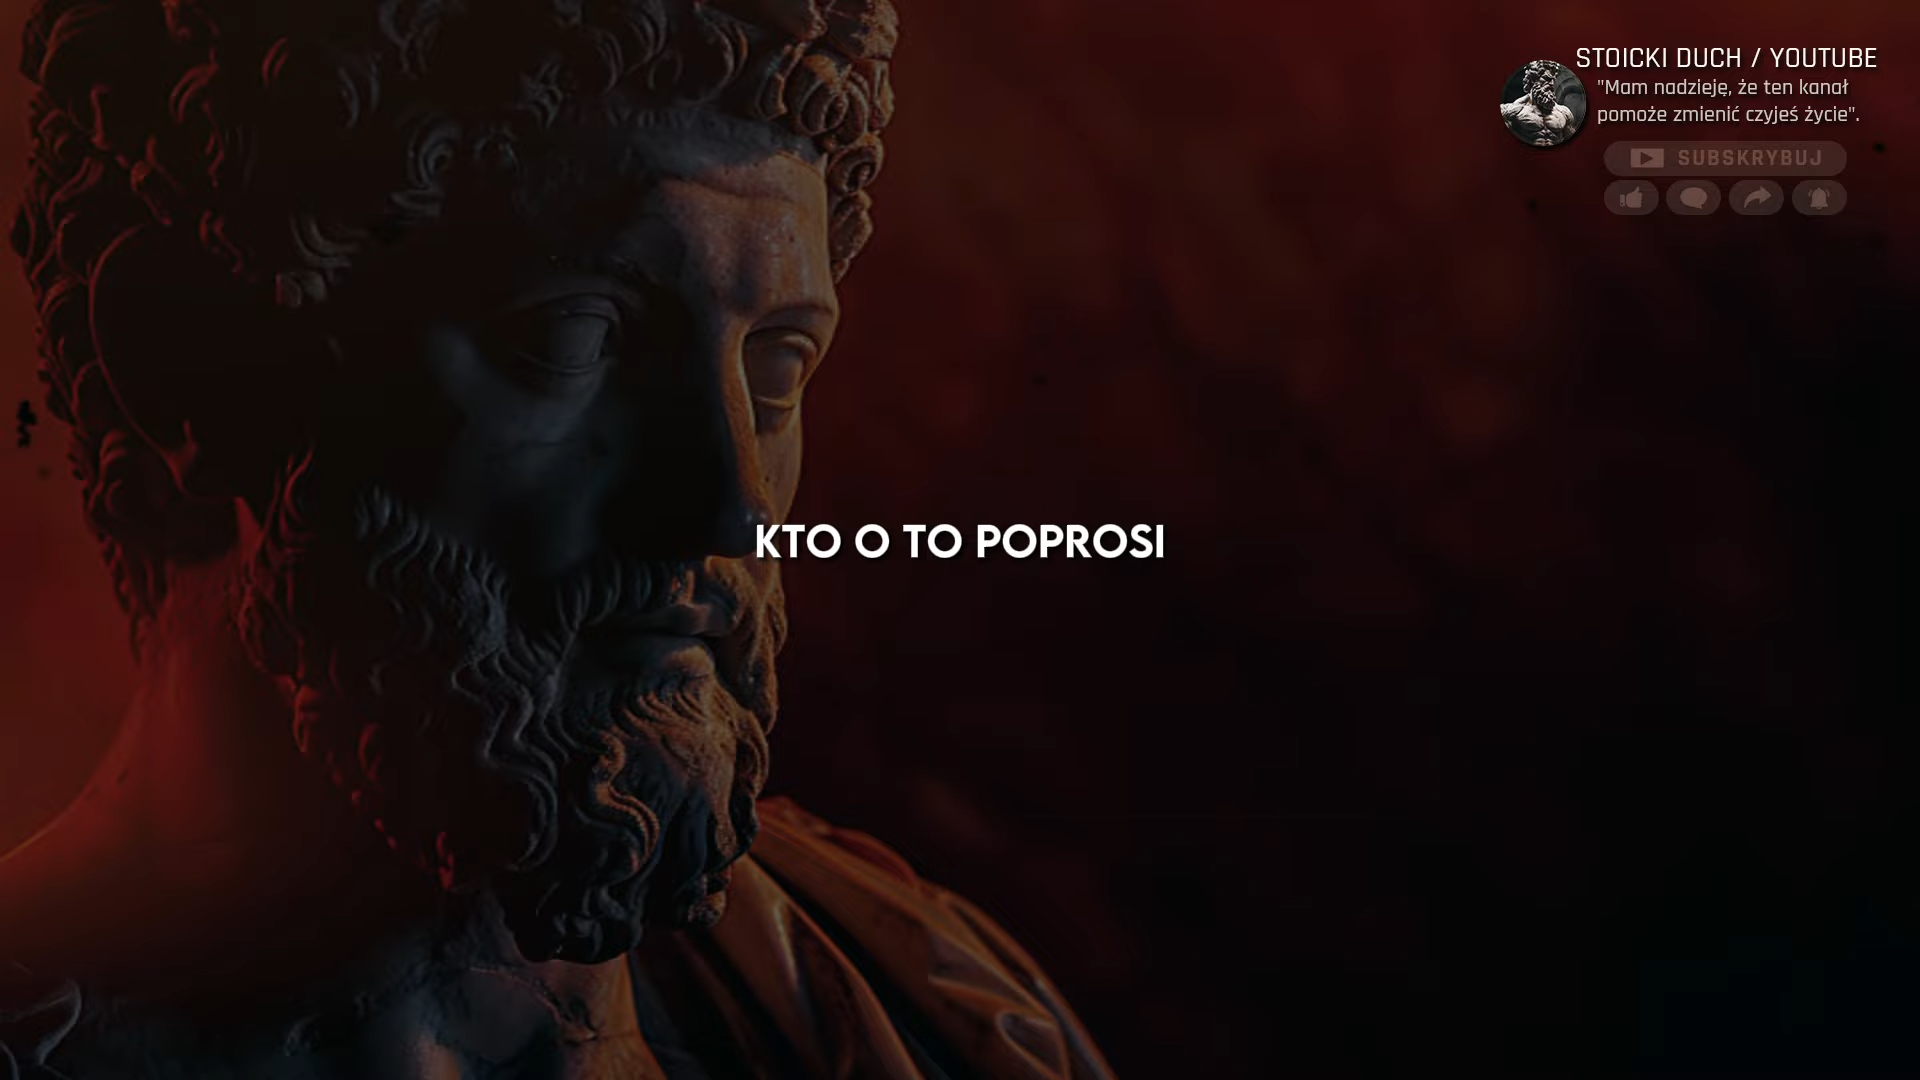 STOICKI DUCH / YOUTUBE
"Mam nadzieję, że ten kanał
pomoże zmienić czyjeś życie".
SUBSKRYBUJ
KTO O TO POPROSI